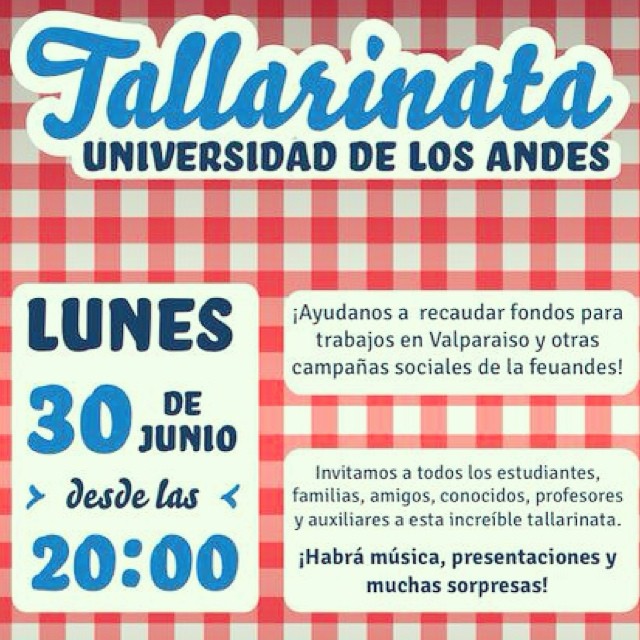 Tallarinata
UNIVERSIDAD DE LOS ANDES
LUNES
30 DE JUNIO
desde las
20:00
¡Ayudanos a recaudar fondos para
trabajos en Valparaiso y otras
campañas sociales de la feuandes!
Invitamos a todos los estudiantes,
familias, amigos, conocidos, profesores
y auxiliares a esta increíble tallarinata.
¡Habrá música, presentaciones y
muchas sorpresas!